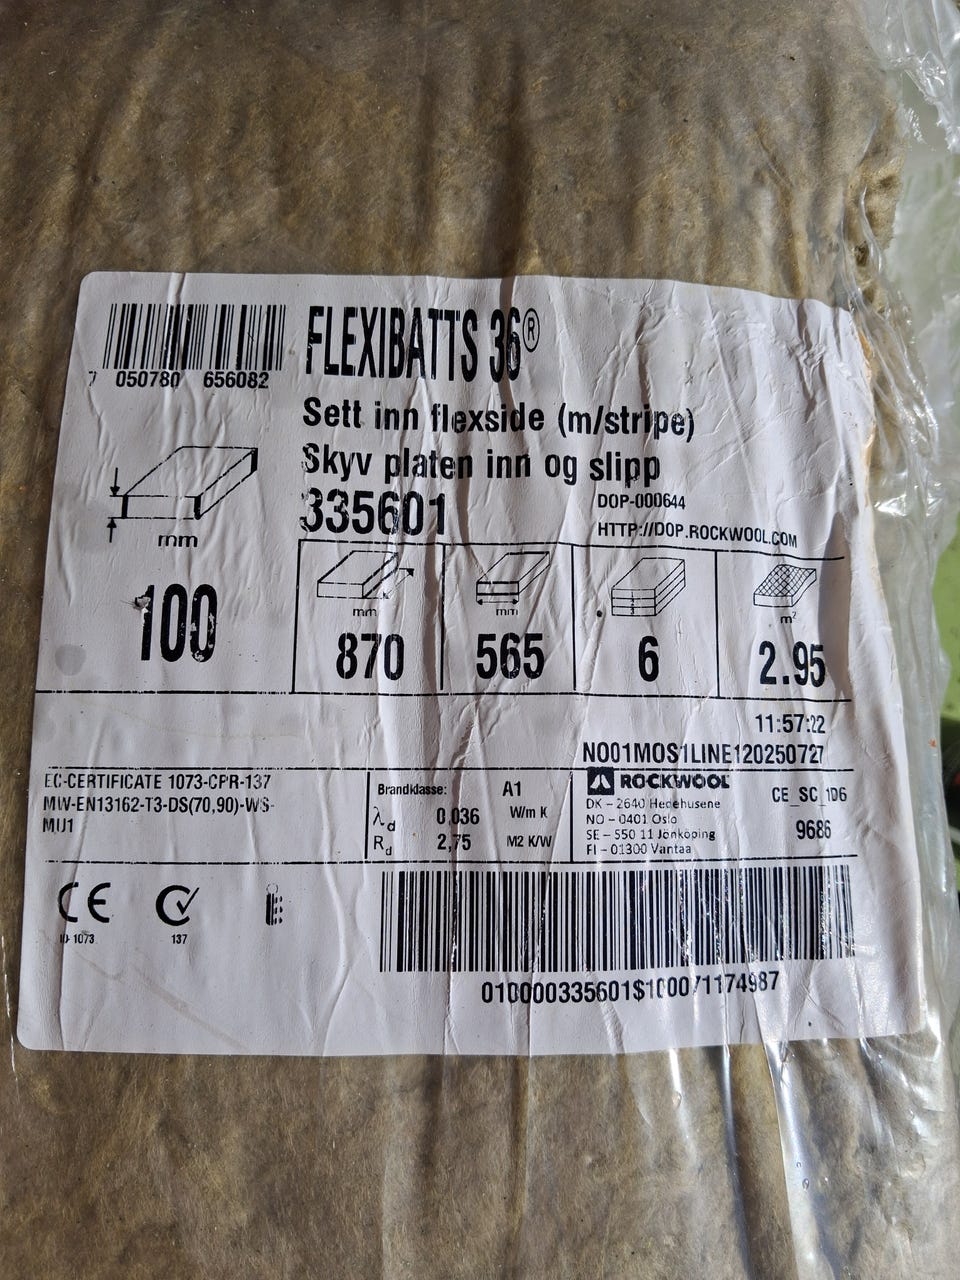 FLEXIBATTS 36®
7 050780 656082
Sett inn flexside (m/stripe)
Skyv platen inn og slipp
335601
DOP-000644
HTTP://DOP.ROCKWOOL.COM
mm
100
mm
870
mm
565
6
m²
2.95
11:57:22
NO01MOS1LINE120250727
EC-CERTIFICATE 1073-CPR-137
MW-EN13162-T3-DS(70,90)-WS-
MU1
Brandklasse: A1
λd 0,036 W/m K
Rd 2,75 M2 K/W
ROCKWOOL
DK – 2640 Hedehusene
NO – 0401 Oslo
SE – 550 11 Jönköping
FI – 01300 Vantaa
CE_SC_1D6
9686
CE
1073
137